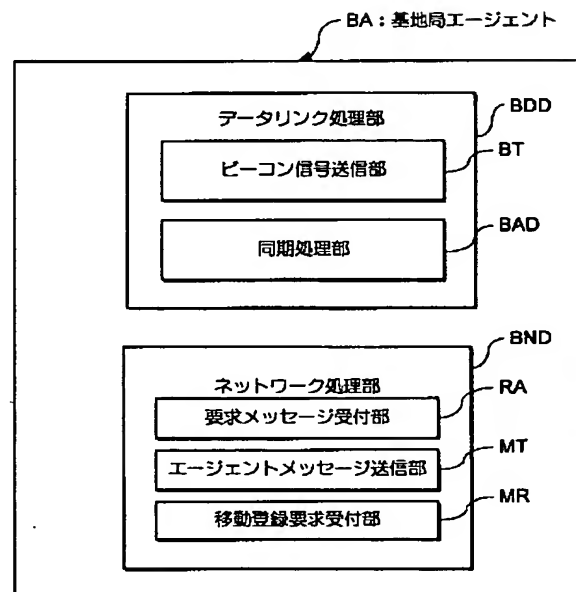 BA：基地局エージェント
データリンク処理部
BDD
ビーコン信号送信部
BT
同期処理部
BAD
ネットワーク処理部
BND
要求メッセージ受付部
RA
エージェントメッセージ送信部
MT
移動登録要求受付部
MR